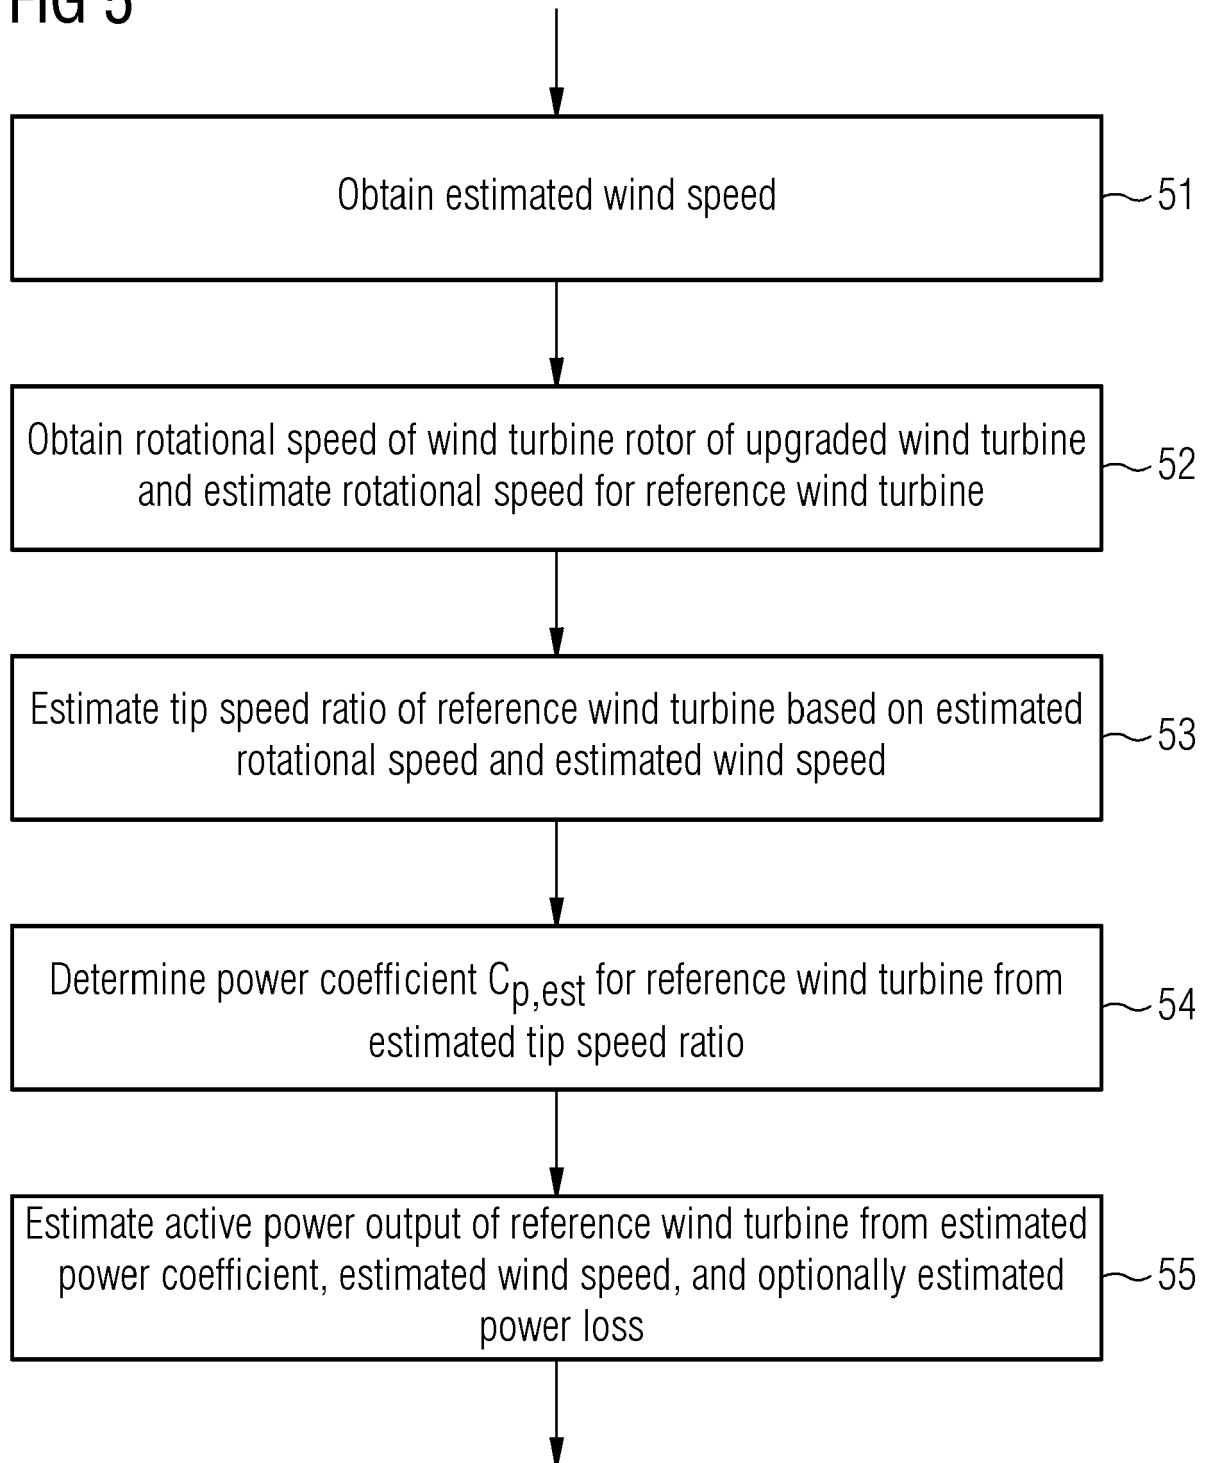 FIG 5
Obtain estimated wind speed
51
Obtain rotational speed of wind turbine rotor of upgraded wind turbine
and estimate rotational speed for reference wind turbine
52
Estimate tip speed ratio of reference wind turbine based on estimated
rotational speed and estimated wind speed
53
Determine power coefficient Cp,est for reference wind turbine from
estimated tip speed ratio
54
Estimate active power output of reference wind turbine from estimated
power coefficient, estimated wind speed, and optionally estimated
power loss
55